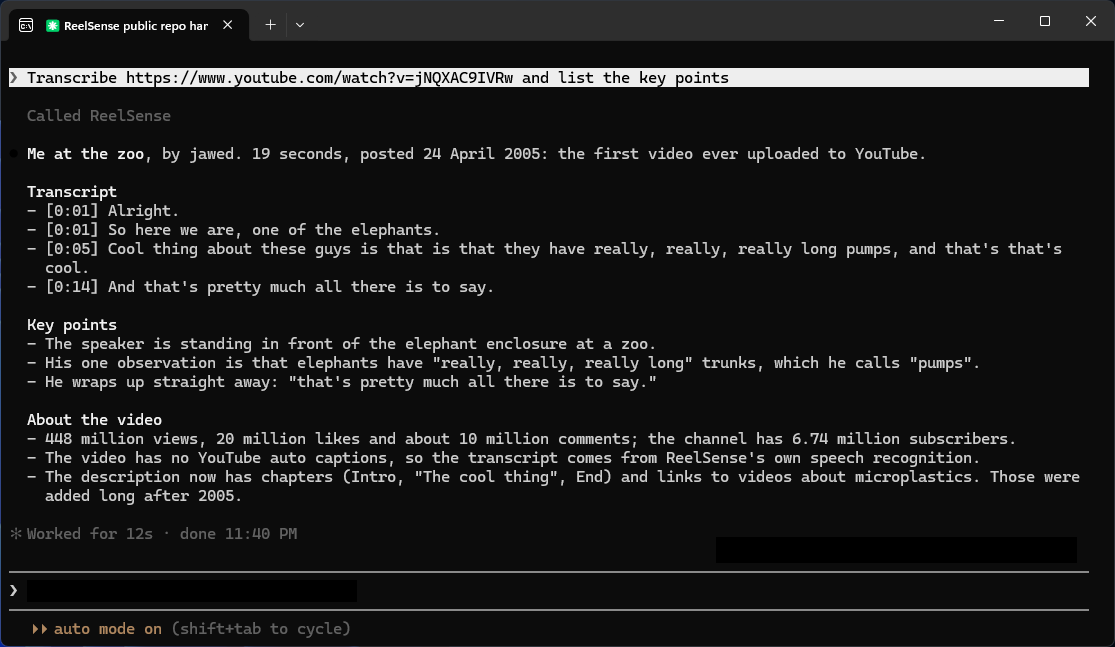 ReelSense public repo har
❯ Transcribe https://www.youtube.com/watch?v=jNQXAC9IVRw and list the key points
Called ReelSense
● Me at the zoo, by jawed. 19 seconds, posted 24 April 2005: the first video ever uploaded to YouTube.
Transcript
- [0:01] Alright.
- [0:01] So here we are, one of the elephants.
- [0:05] Cool thing about these guys is that is that they have really, really, really long pumps, and that's that's
cool.
- [0:14] And that's pretty much all there is to say.
Key points
- The speaker is standing in front of the elephant enclosure at a zoo.
- His one observation is that elephants have "really, really, really long" trunks, which he calls "pumps".
- He wraps up straight away: "that's pretty much all there is to say."
About the video
- 448 million views, 20 million likes and about 10 million comments; the channel has 6.74 million subscribers.
- The video has no YouTube auto captions, so the transcript comes from ReelSense's own speech recognition.
- The description now has chapters (Intro, "The cool thing", End) and links to videos about microplastics. Those were
added long after 2005.
✻ Worked for 12s · done 11:40 PM
❯
⏵⏵ auto mode on (shift+tab to cycle)